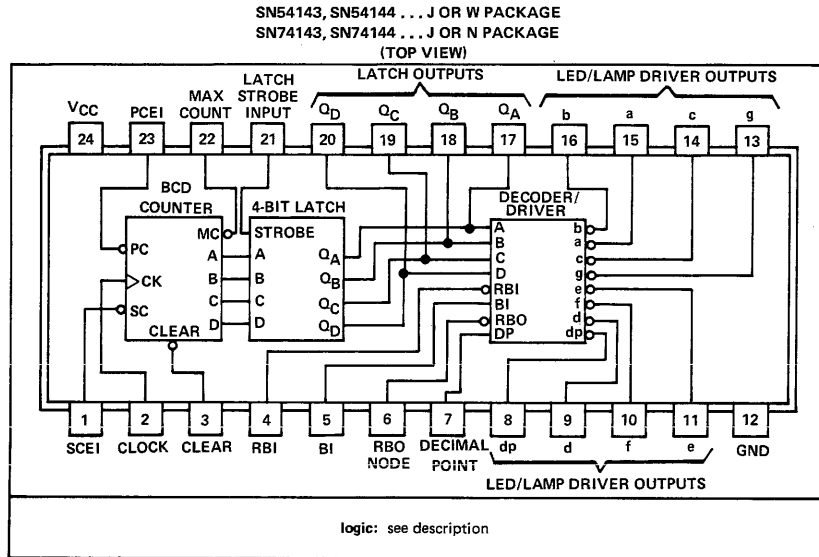 SN54143, SN54144 . . . J OR W PACKAGE
SN74143, SN74144 . . . J OR N PACKAGE
(TOP VIEW)
LATCH OUTPUTS
LED/LAMP DRIVER OUTPUTS
VCC
PCEI
MAX COUNT
LATCH STROBE INPUT
QD
QC
QB
QA
b
a
c
g
24
23
22
21
20
19
18
17
16
15
14
13
BCD COUNTER
4-BIT LATCH
DECODER/DRIVER
PC
CK
SC
CLEAR
MC
A
B
C
D
STROBE
A
B
C
D
QA
QB
QC
QD
A
B
C
D
RBI
BI
RBO
DP
b
a
c
g
e
f
d
dp
1
2
3
4
5
6
7
8
9
10
11
12
SCEI
CLOCK
CLEAR
RBI
BI
RBO NODE
DECIMAL POINT
dp
d
f
e
GND
LED/LAMP DRIVER OUTPUTS
logic: see description